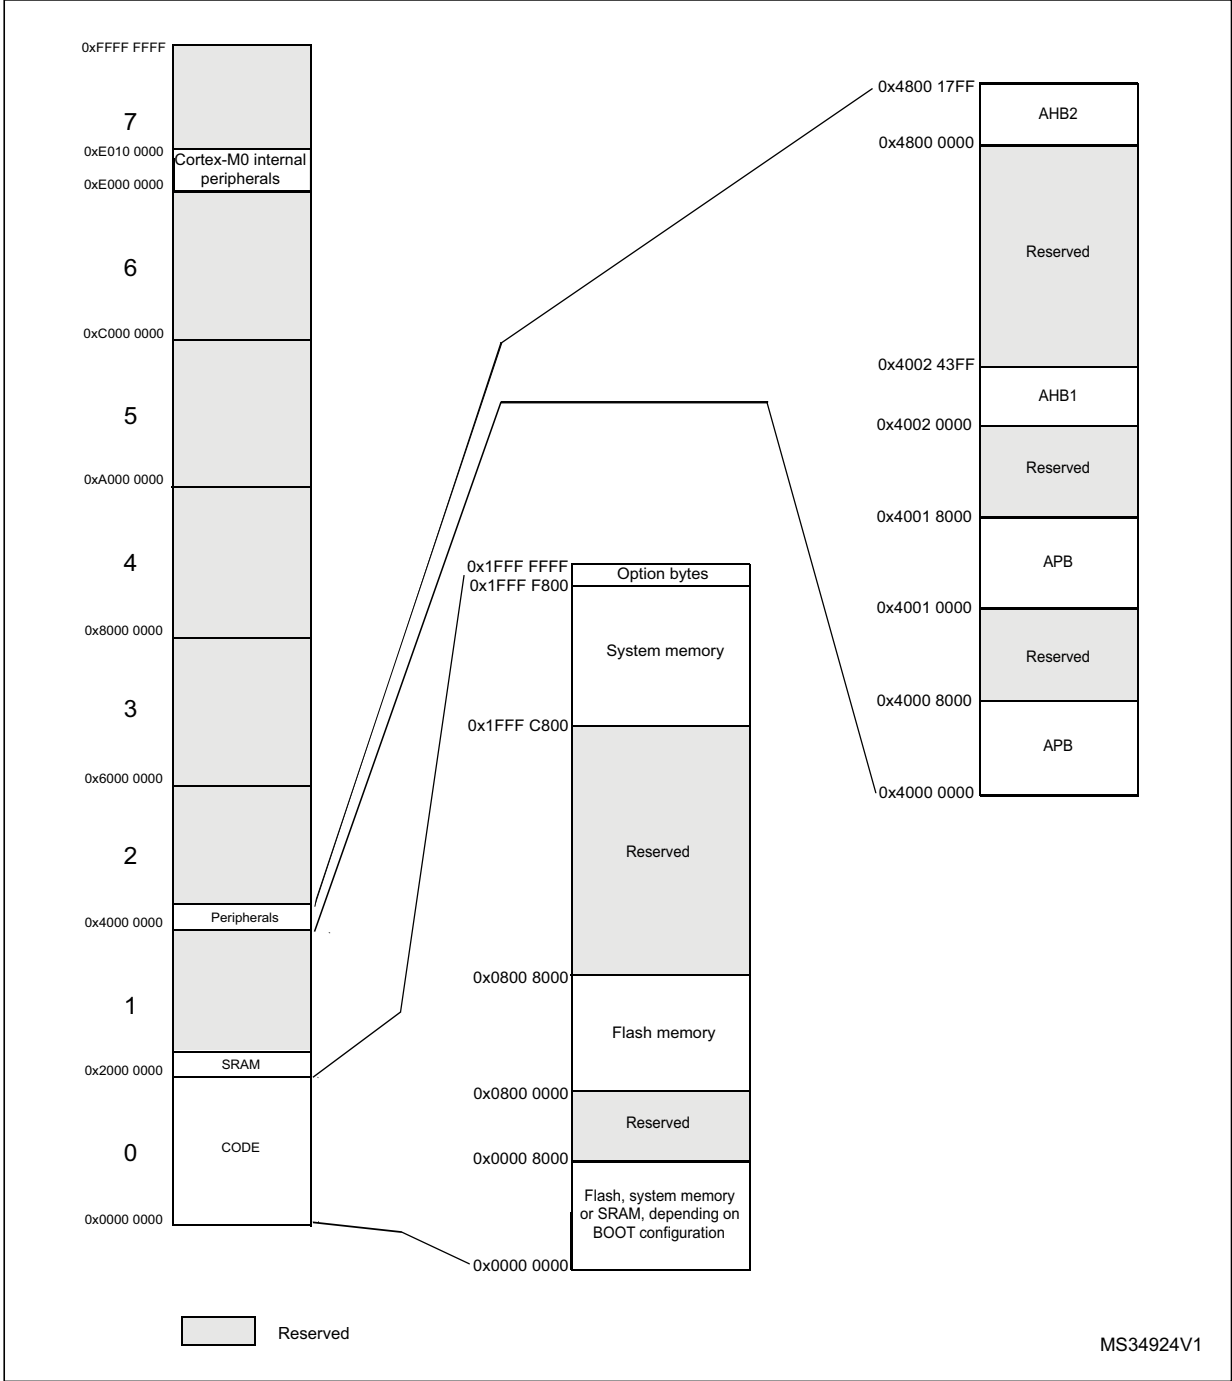 0xFFFF FFFF
7
0xE010 0000
Cortex-M0 internal
peripherals
0xE000 0000
6
0xC000 0000
5
0xA000 0000
4
0x8000 0000
3
0x6000 0000
2
Peripherals
0x4000 0000
1
SRAM
0x2000 0000
0
CODE
0x0000 0000
0x1FFF FFFF
Option bytes
0x1FFF F800
System memory
0x1FFF C800
Reserved
0x0800 8000
Flash memory
0x0800 0000
Reserved
0x0000 8000
Flash, system memory
or SRAM, depending on
BOOT configuration
0x0000 0000
0x4800 17FF
AHB2
0x4800 0000
Reserved
0x4002 43FF
AHB1
0x4002 0000
Reserved
0x4001 8000
APB
0x4001 0000
Reserved
0x4000 8000
APB
0x4000 0000
Reserved
MS34924V1